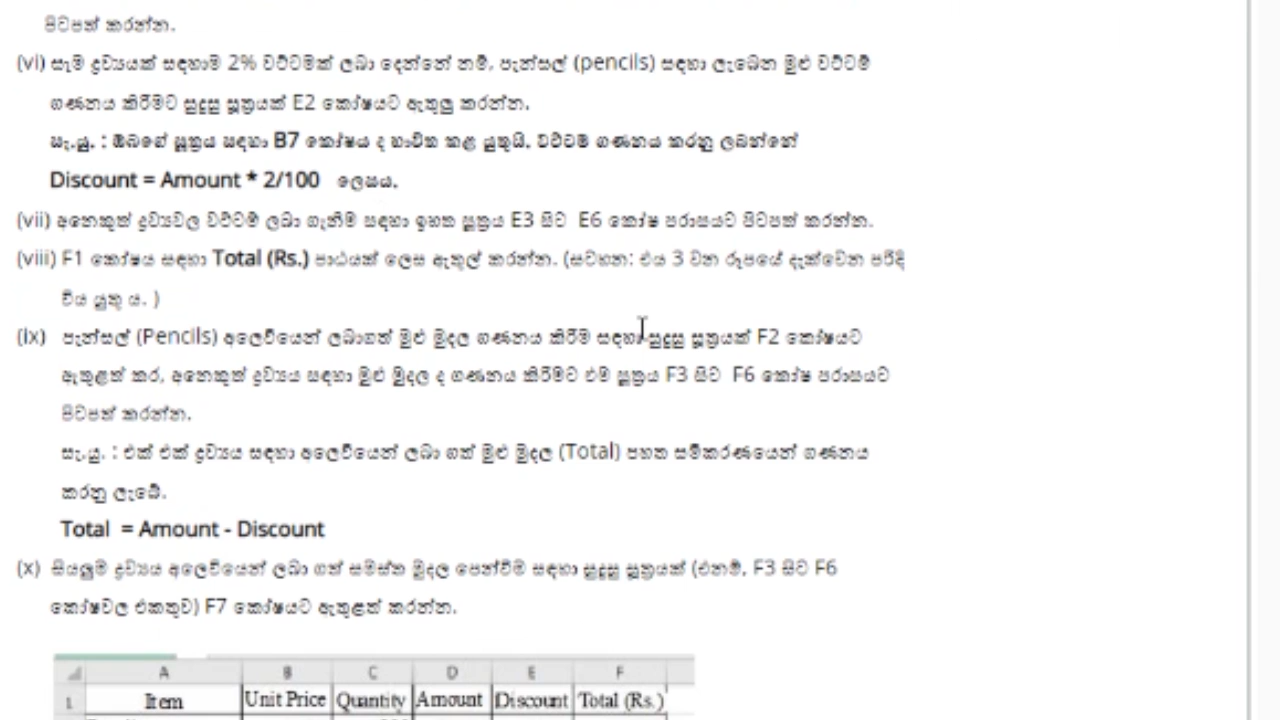 පිටපත් කරන්න.
(vi) සෑම ද්‍රව්‍යයක් සඳහාම 2% වට්ටමක් ලබා දෙන්නේ නම්, පැන්සල් (pencils) සඳහා ලැබෙන මුළු වට්ටම්
ගණනය කිරීමට සුදුසු සූත්‍රයක් E2 කෝෂයට ඇතුලු කරන්න.
සැ.යු. : ඔබගේ සූත්‍රය සඳහා B7 කෝෂය ද භාවිත කළ යුතුයි. වට්ටම් ගණනය කරනු ලබන්නේ
Discount = Amount * 2/100 ලෙසය.
(vii) අනෙකුත් ද්‍රව්‍යවල වට්ටම් ලබා ගැනීම සඳහා ඉහත සූත්‍රය E3 සිට E6 කෝෂ පරාසයට පිටපත් කරන්න.
(viii) F1 කෝෂය සඳහා Total (Rs.) පාඨයක් ලෙස ඇතුල් කරන්න. (සටහන: එය 3 වන රූපයේ දැක්වෙන පරිදි
විය යුතු ය. )
(ix) පැන්සල් (Pencils) අලෙවියෙන් ලබාගත් මුළු මුදල ගණනය කිරීම සඳහා සුදුසු සූත්‍රයක් F2 කෝෂයට
ඇතුළත් කර, අනෙකුත් ද්‍රව්‍යය සඳහා මුළු මුදල ද ගණනය කිරීමට එම සූත්‍රය F3 සිට F6 කෝෂ පරාසයට
පිටපත් කරන්න.
සැ.යු. : එක් එක් ද්‍රව්‍යය සඳහා අලෙවියෙන් ලබා ගත් මුළු මුදල (Total) පහත සමීකරණයෙන් ගණනය
කරනු ලැබේ.
Total = Amount - Discount
(x) සියලුම ද්‍රව්‍යය අලෙවියෙන් ලබා ගත් සමස්ත මුදල පෙන්වීම සඳහා සුදුසු සූත්‍රයක් (එනම්, F3 සිට F6
කෝෂවල එකතුව) F7 කෝෂයට ඇතුළත් කරන්න.
A B C D E F
1 Item Unit Price Quantity Amount Discount Total (Rs.)